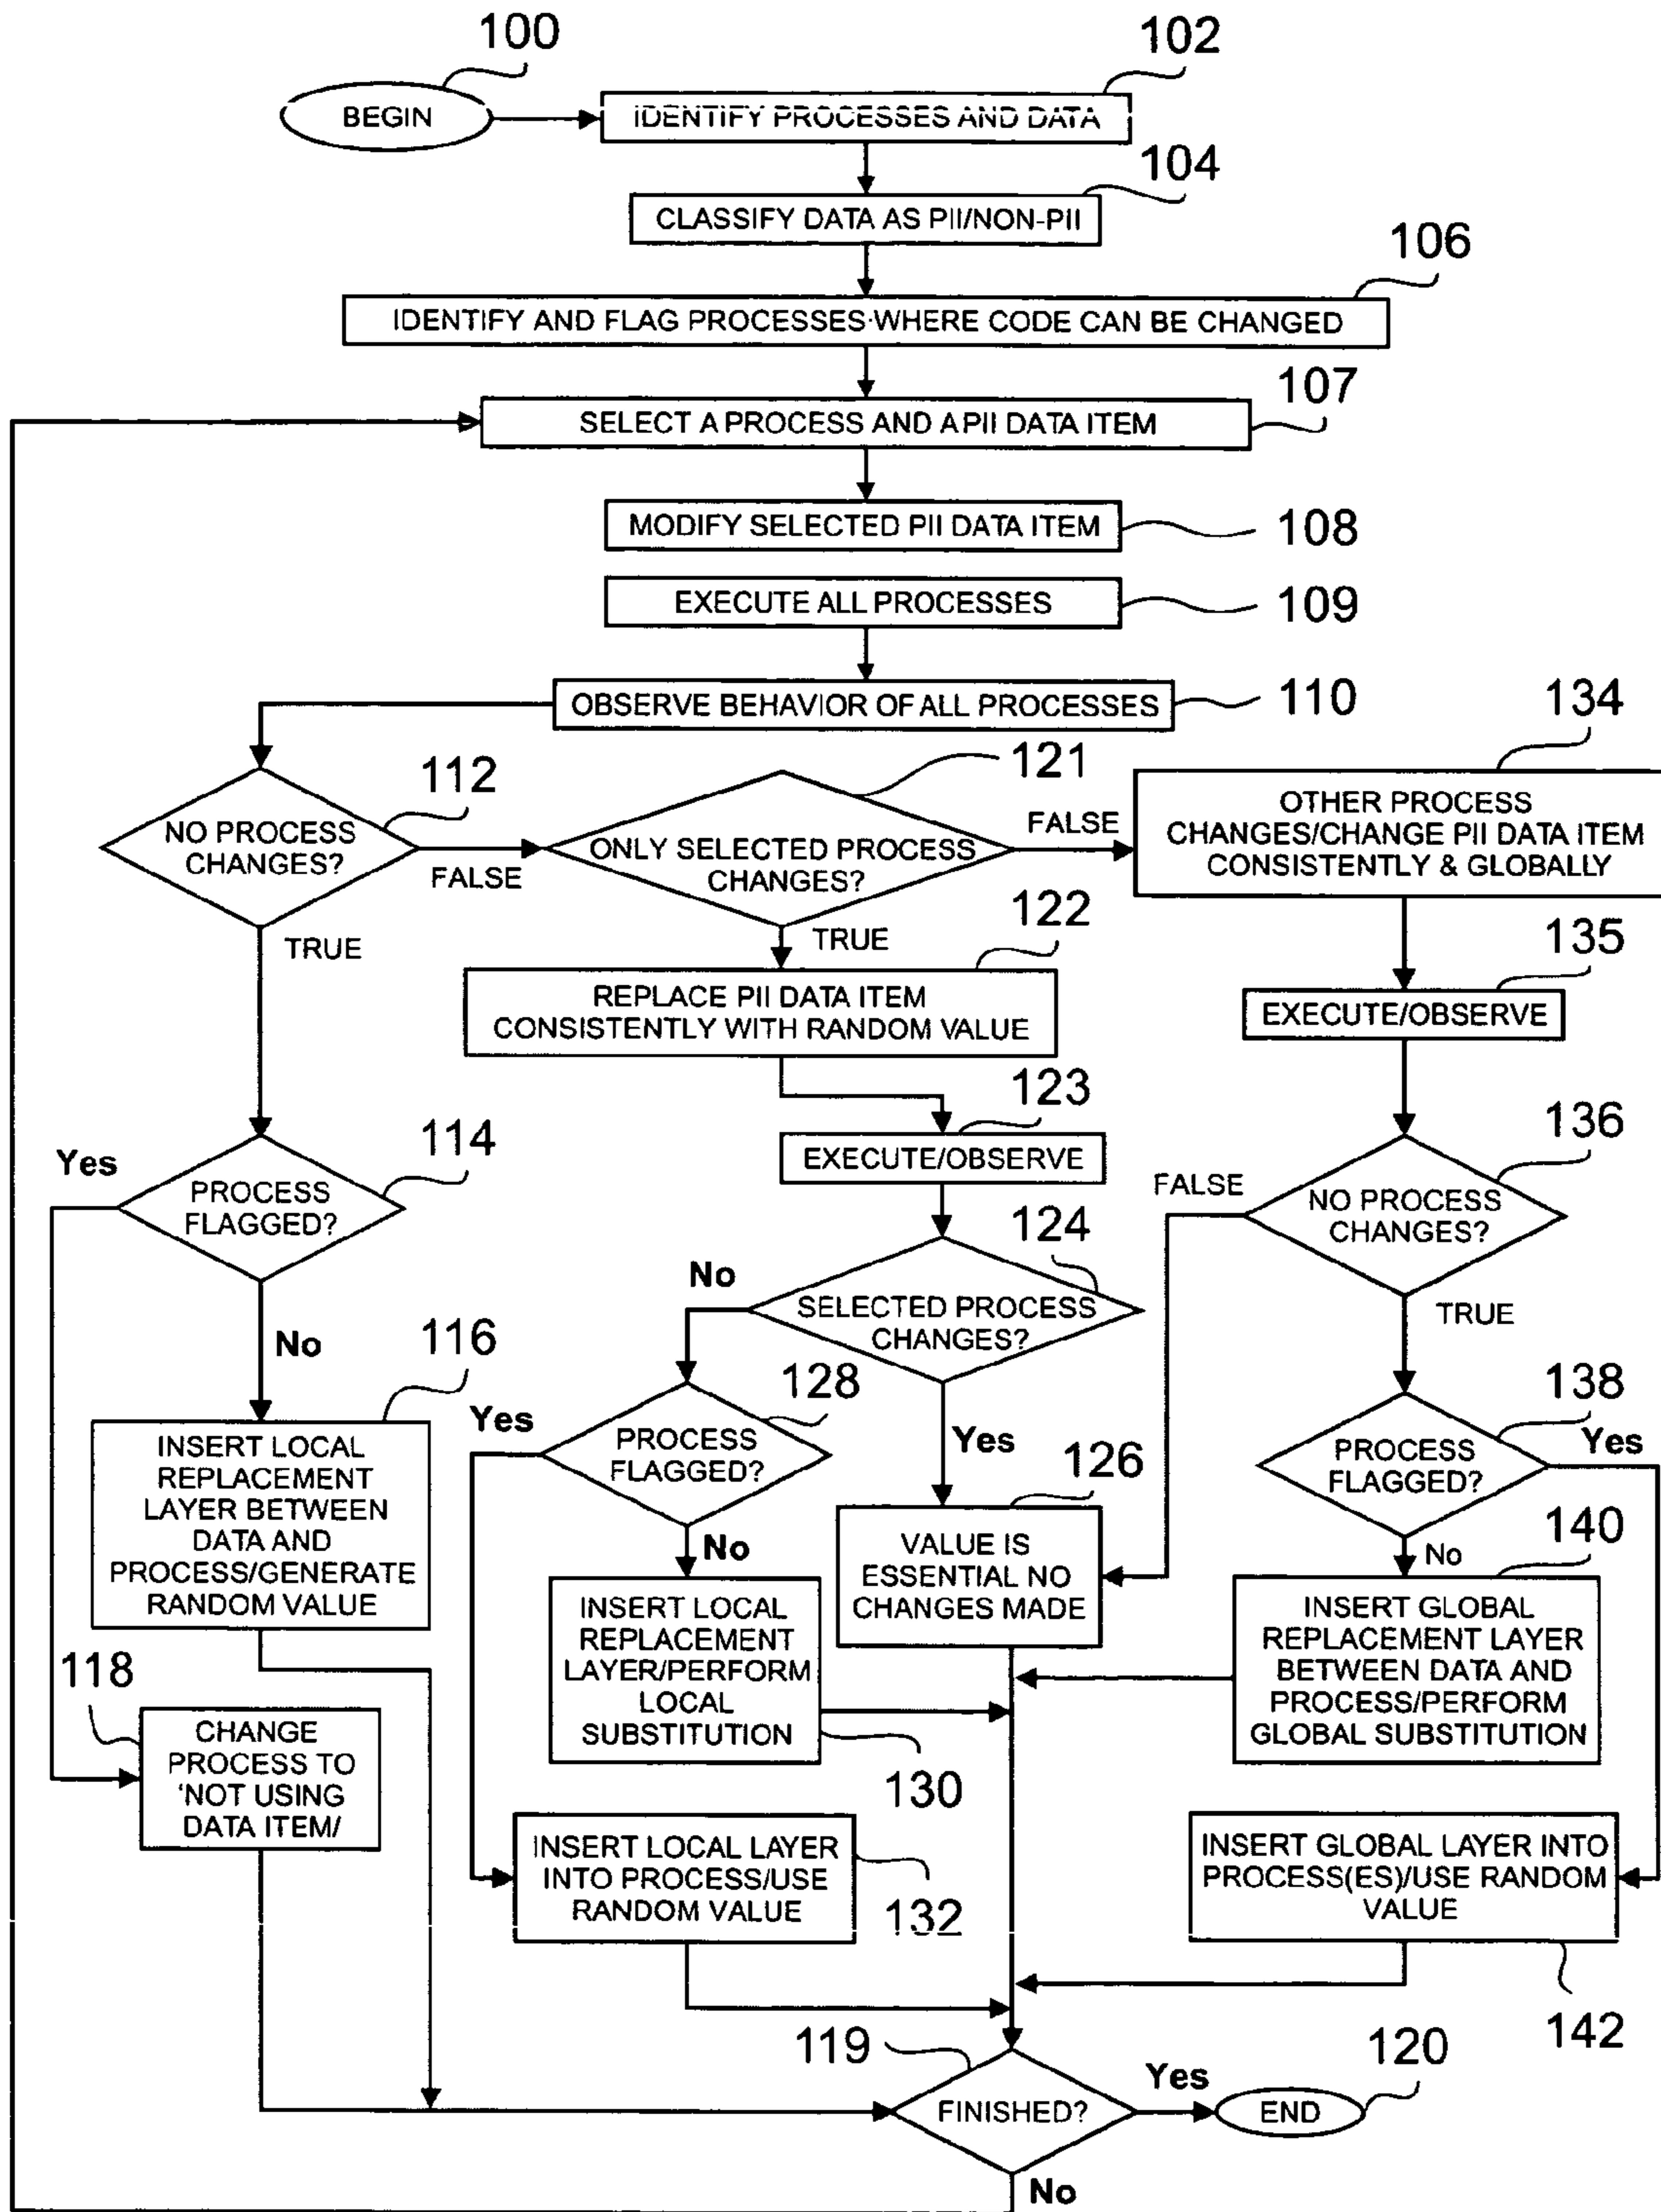 100
102
BEGIN
IDENTIFY PROCESSES AND DATA
104
CLASSIFY DATA AS PII/NON-PII
106
IDENTIFY AND FLAG PROCESSES WHERE CODE CAN BE CHANGED
107
SELECT A PROCESS AND A PII DATA ITEM
MODIFY SELECTED PII DATA ITEM
108
EXECUTE ALL PROCESSES
109
OBSERVE BEHAVIOR OF ALL PROCESSES
110
134
112
121
NO PROCESS
CHANGES?
FALSE
ONLY SELECTED PROCESS
CHANGES?
FALSE
OTHER PROCESS
CHANGES/CHANGE PII DATA ITEM
CONSISTENTLY & GLOBALLY
TRUE
TRUE
122
135
REPLACE PII DATA ITEM
CONSISTENTLY WITH RANDOM VALUE
EXECUTE/OBSERVE
123
136
Yes
114
EXECUTE/OBSERVE
FALSE
PROCESS
FLAGGED?
NO PROCESS
CHANGES?
124
No
SELECTED PROCESS
CHANGES?
TRUE
No
116
128
138
Yes
Yes
PROCESS
FLAGGED?
126
PROCESS
FLAGGED?
Yes
INSERT LOCAL
REPLACEMENT
LAYER BETWEEN
DATA AND
PROCESS/GENERATE
RANDOM VALUE
No
VALUE IS
ESSENTIAL NO
CHANGES MADE
No
140
INSERT LOCAL
REPLACEMENT
LAYER/PERFORM
LOCAL
SUBSTITUTION
INSERT GLOBAL
REPLACEMENT LAYER
BETWEEN DATA AND
PROCESS/PERFORM
GLOBAL SUBSTITUTION
118
CHANGE
PROCESS TO
'NOT USING
DATA ITEM/
130
INSERT LOCAL LAYER
INTO PROCESS/USE
RANDOM VALUE
132
INSERT GLOBAL LAYER INTO
PROCESS(ES)/USE RANDOM
VALUE
142
119
120
FINISHED?
Yes
END
No